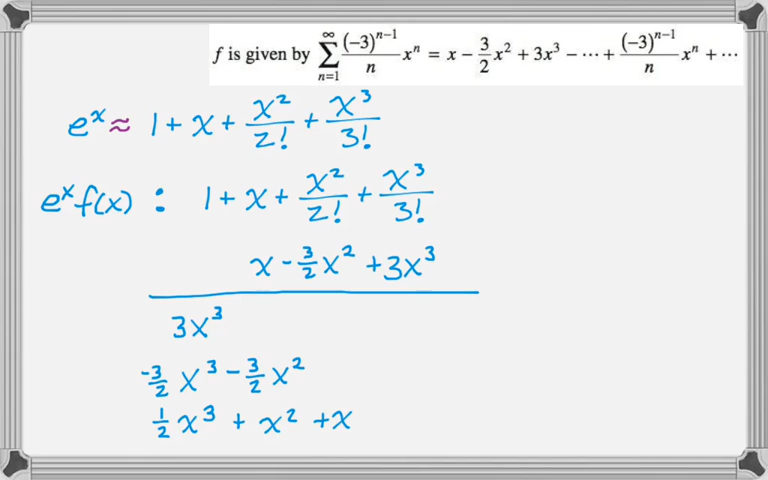 f is given by ∞∑n=1 (−3)^(n−1)/n x^n = x − 3/2 x^2 + 3x^3 − ⋯ + (−3)^(n−1)/n x^n + ⋯
e^x ≈ 1 + x + x^2/2! + x^3/3!
e^x f(x) : 1 + x + x^2/2! + x^3/3!
x - 3/2 x^2 + 3x^3
3x^3
-3/2 x^3 - 3/2 x^2
1/2 x^3 + x^2 + x